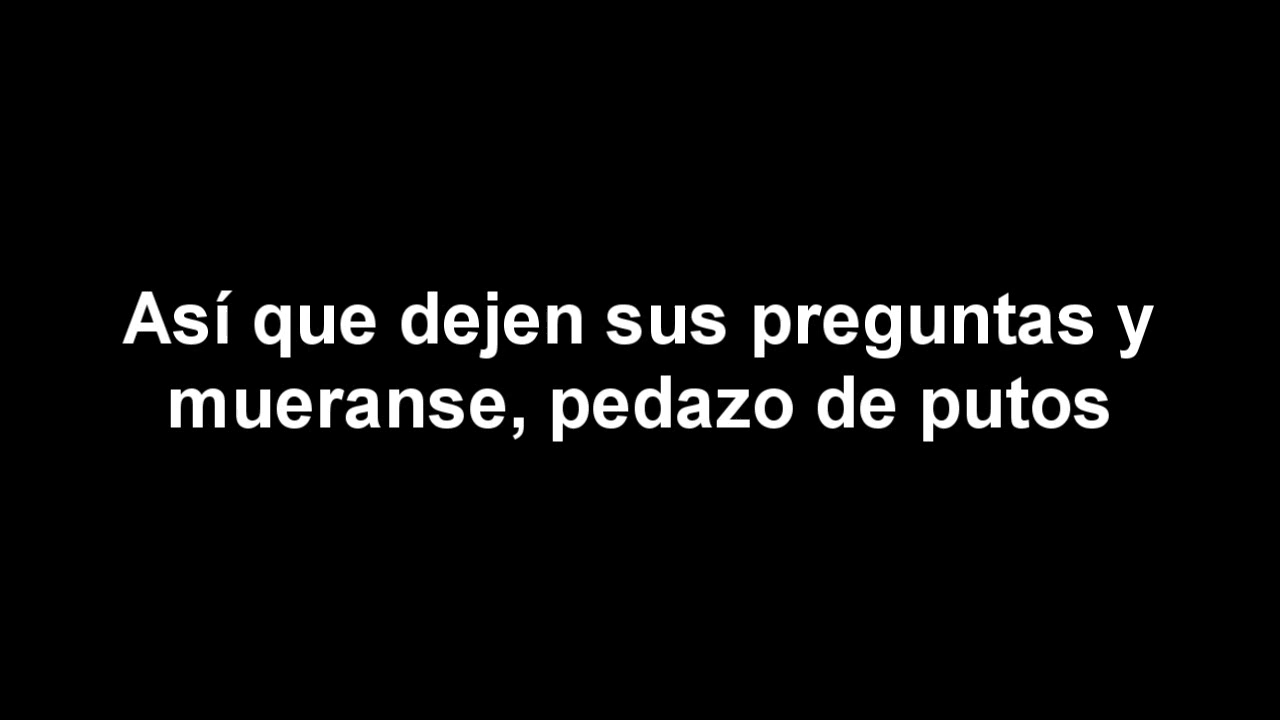 Así que dejen sus preguntas y
mueranse, pedazo de putos